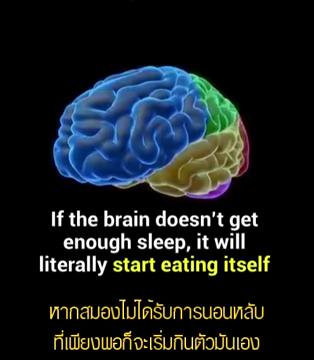 If the brain doesn't get
enough sleep, it will
literally start eating itself
หากสมองไม่ได้รับการนอนหลับ
ที่เพียงพอก็จะเริ่มกินตัวมันเอง